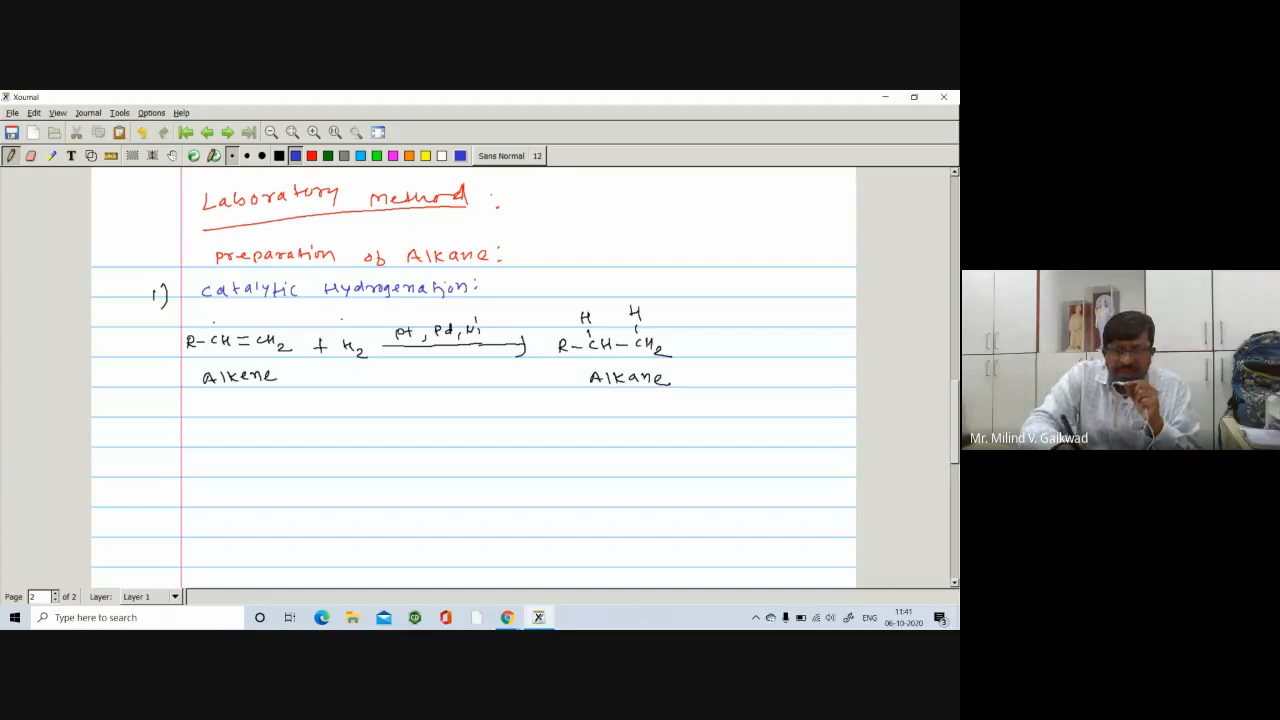 Xournal
File Edit View Journal Tools Options Help
Sans Normal 12
Laboratory Method :
preparation of Alkane:
1) Catalytic Hydrogenation:
H H
R-CH=CH2 + H2 Pt, Pd, Ni R-CH-CH2
Alkene Alkane
Mr. Milind V. Gaikwad
Page 2 of 2 Layer: Layer 1
Type here to search
ENG
11:41
06-10-2020
3